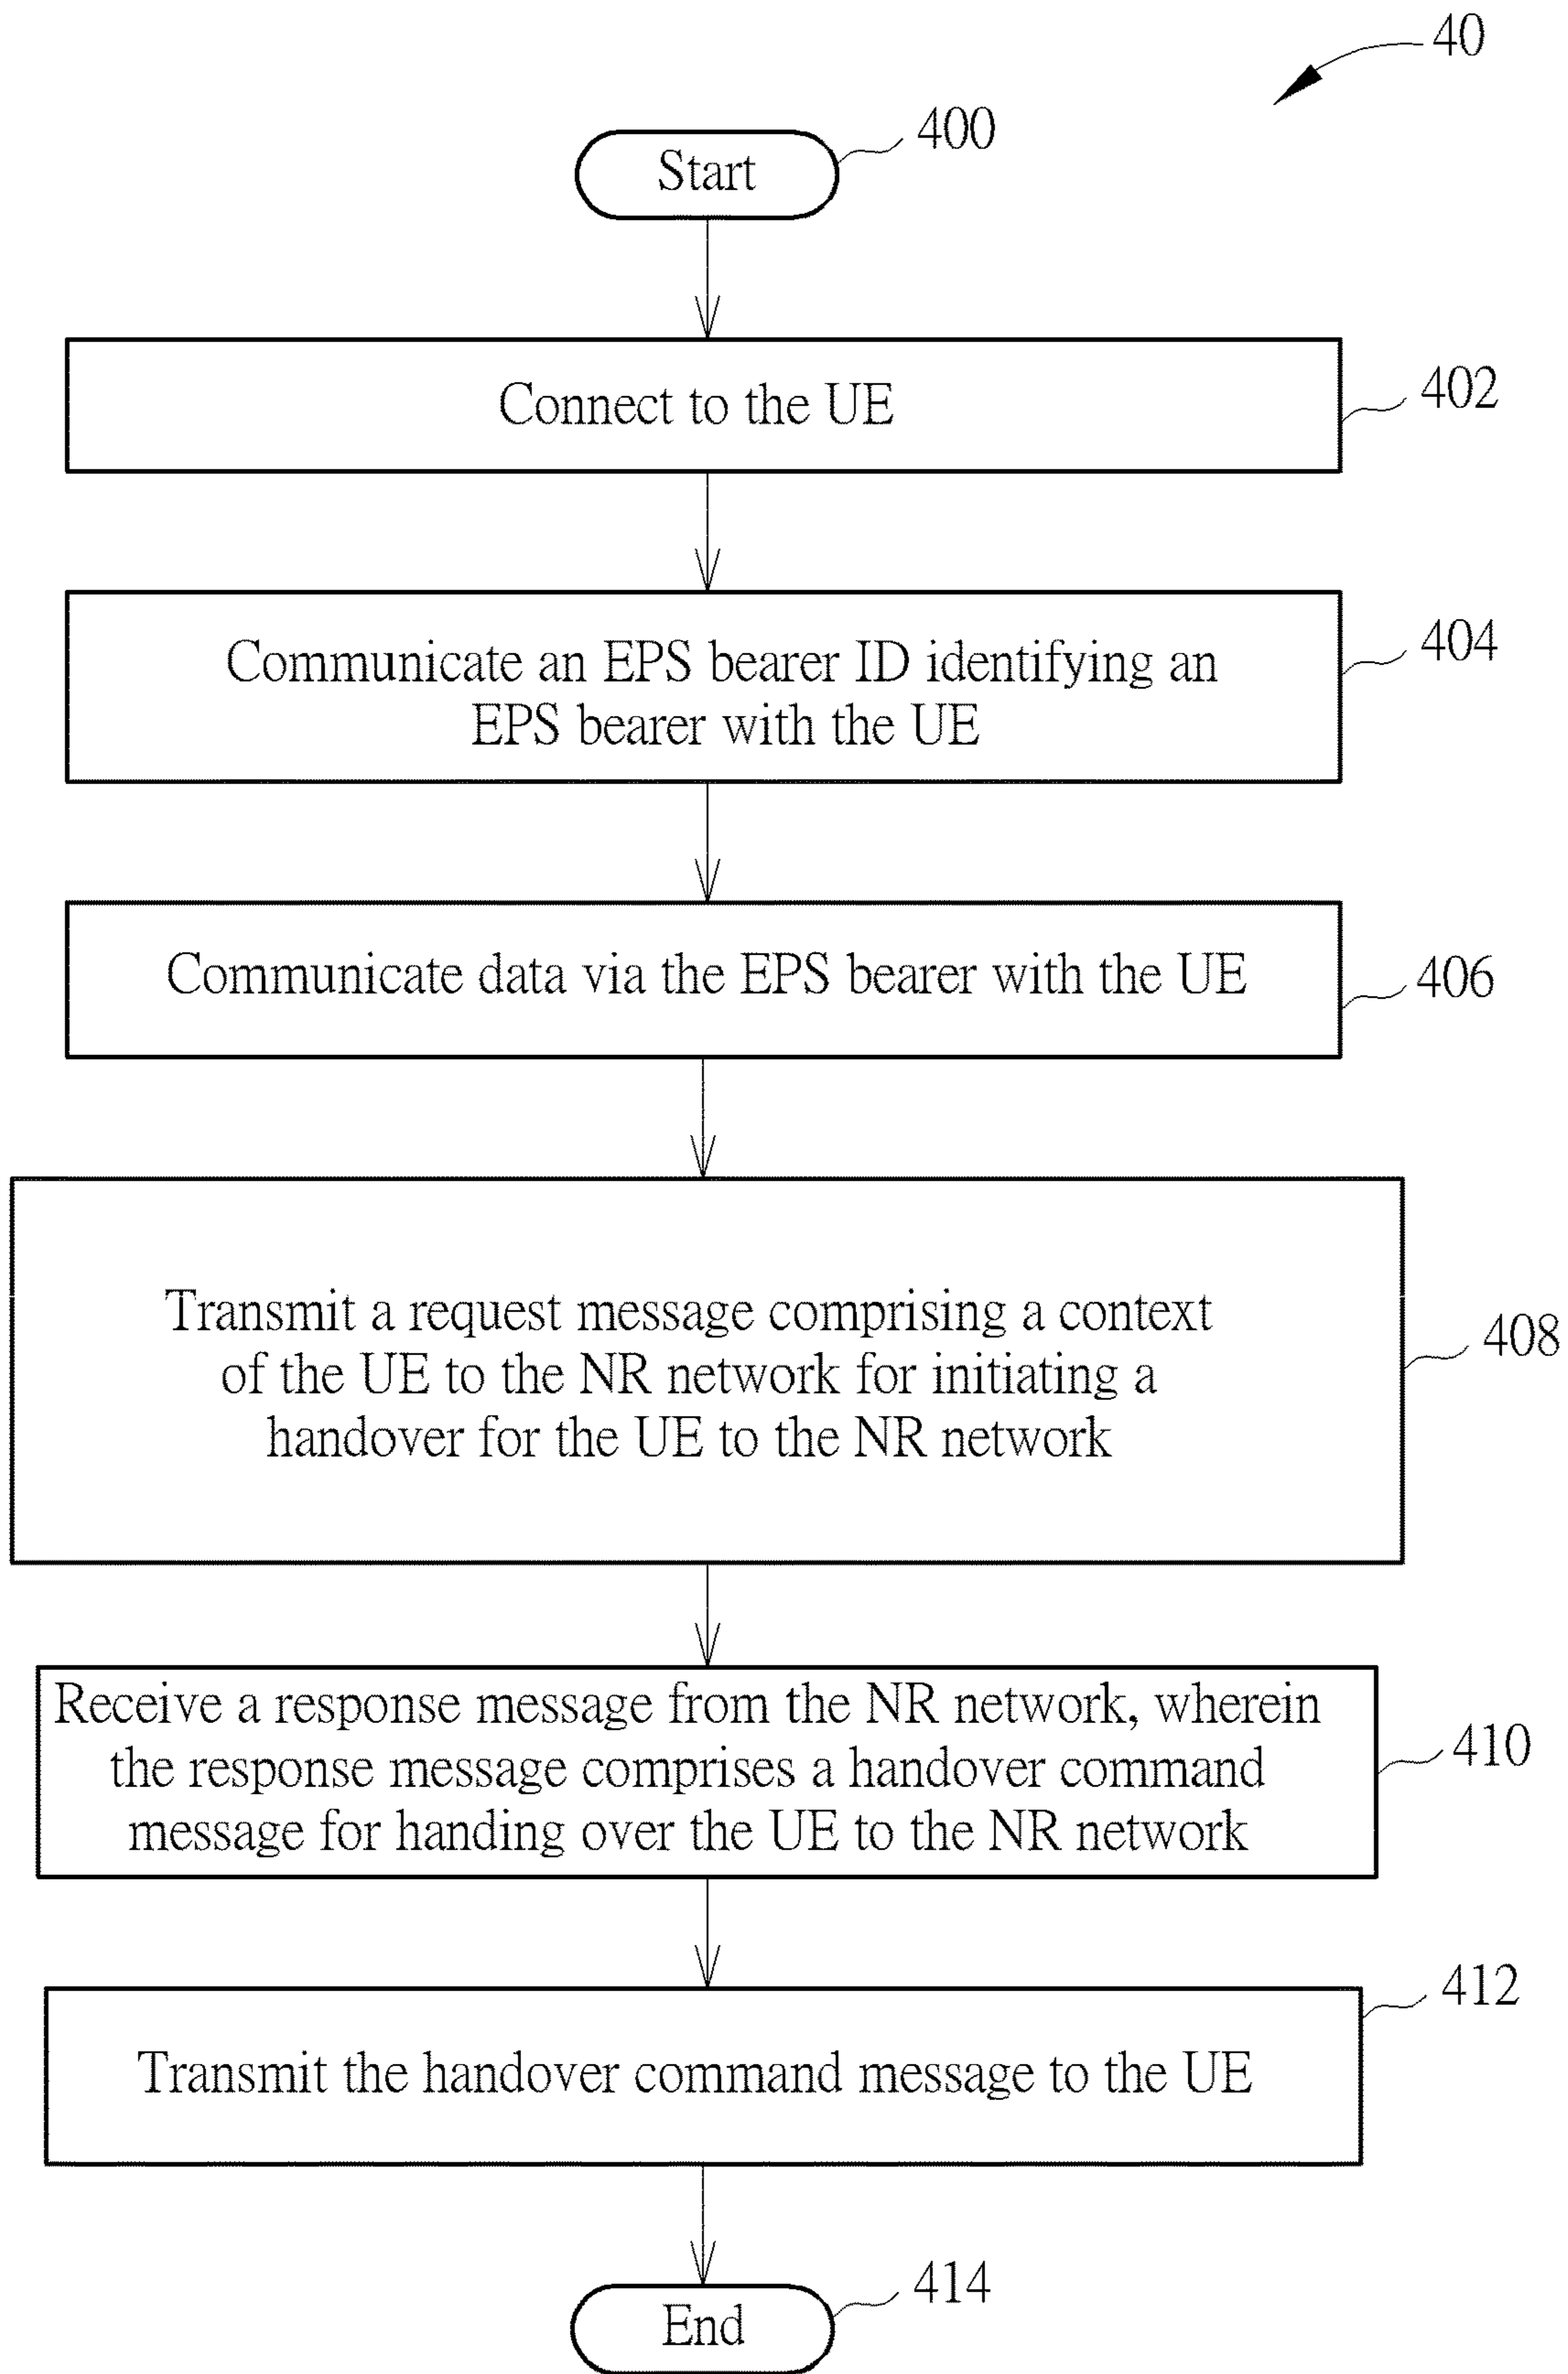 40
Start
400
Connect to the UE
402
Communicate an EPS bearer ID identifying an
EPS bearer with the UE
404
Communicate data via the EPS bearer with the UE
406
Transmit a request message comprising a context
of the UE to the NR network for initiating a
handover for the UE to the NR network
408
Receive a response message from the NR network, wherein
the response message comprises a handover command
message for handing over the UE to the NR network
410
Transmit the handover command message to the UE
412
End
414